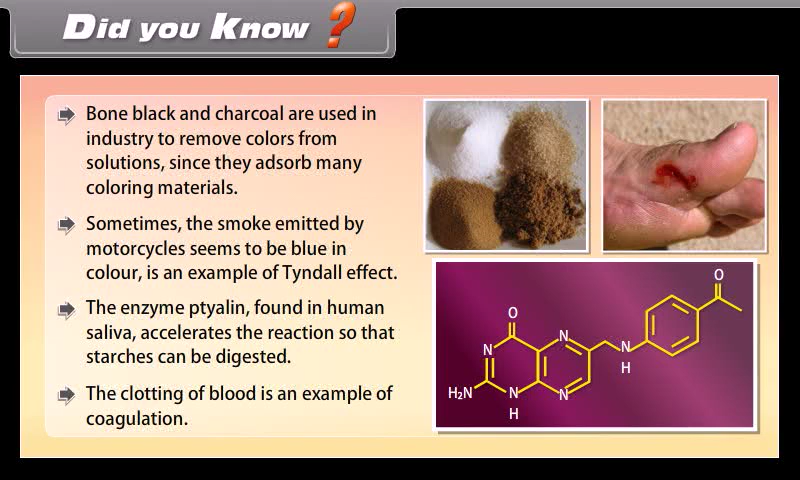 Did you Know ?
Bone black and charcoal are used in
industry to remove colors from
solutions, since they adsorb many
coloring materials.
Sometimes, the smoke emitted by
motorcycles seems to be blue in
colour, is an example of Tyndall effect.
The enzyme ptyalin, found in human
saliva, accelerates the reaction so that
starches can be digested.
The clotting of blood is an example of
coagulation.
O
O
N
N
N
H
H₂N
N
H
N